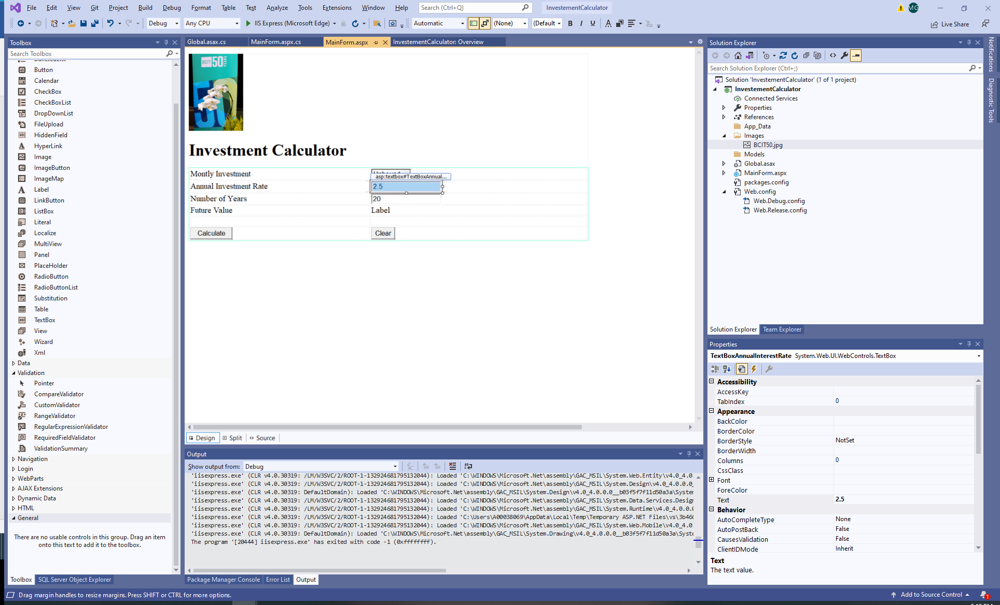 File Edit View Git Project Build Debug Format Table Test Analyze Tools Extensions Window Help Search (Ctrl+Q) InvestementCalculator MG
Debug Any CPU IIS Express (Microsoft Edge) Automatic (None) (Default B I U A Live Share
Toolbox
Search Toolbox
Button
Calendar
CheckBox
CheckBoxList
DropDownList
FileUpload
HiddenField
HyperLink
Image
ImageButton
ImageMap
Label
LinkButton
ListBox
Literal
Localize
MultiView
Panel
PlaceHolder
RadioButton
RadioButtonList
Substitution
Table
TextBox
View
Wizard
Xml
Data
Validation
Pointer
CompareValidator
CustomValidator
RangeValidator
RegularExpressionValidator
RequiredFieldValidator
ValidationSummary
Navigation
Login
WebParts
AJAX Extensions
Dynamic Data
HTML
General
There are no usable controls in this group. Drag an item
onto this text to add it to the toolbox.
Toolbox SQL Server Object Explorer
Global.asax.cs MainForm.aspx.cs MainForm.aspx InvestementCalculator: Overview
BCIT 50 YEARS
Investment Calculator
Montly Investment Unbound
asp:textbox#TextBoxAnnual...
Annual Investment Rate 2.5
Number of Years 20
Future Value Label
Calculate Clear
Design Split Source
Output
Show output from: Debug
'iisexpress.exe' (CLR v4.0.30319: /LM/W3SVC/2/ROOT-1-132924681795132044): Loaded 'C:\WINDOWS\Microsoft.Net\assembly\GAC_MSIL\System.Web.Entity\v4.0_4.0.
'iisexpress.exe' (CLR v4.0.30319: /LM/W3SVC/2/ROOT-1-132924681795132044): Loaded 'C:\WINDOWS\Microsoft.Net\assembly\GAC_MSIL\System.Design\v4.0_4.0.0.0_
'iisexpress.exe' (CLR v4.0.30319: DefaultDomain): Loaded 'C:\WINDOWS\Microsoft.Net\assembly\GAC_MSIL\System.Design\v4.0_4.0.0.0__b03f5f7f11d50a3a\System
'iisexpress.exe' (CLR v4.0.30319: /LM/W3SVC/2/ROOT-1-132924681795132044): Loaded 'C:\WINDOWS\Microsoft.Net\assembly\GAC_MSIL\System.Data.Services.Design
'iisexpress.exe' (CLR v4.0.30319: /LM/W3SVC/2/ROOT-1-132924681795132044): Loaded 'C:\WINDOWS\Microsoft.Net\assembly\GAC_MSIL\System.Runtime\v4.0_4.0.0.0
'iisexpress.exe' (CLR v4.0.30319: /LM/W3SVC/2/ROOT-1-132924681795132044): Loaded 'C:\Users\A00038069\AppData\Local\Temp\Temporary ASP.NET Files\vs\3b466
'iisexpress.exe' (CLR v4.0.30319: /LM/W3SVC/2/ROOT-1-132924681795132044): Loaded 'C:\WINDOWS\Microsoft.Net\assembly\GAC_MSIL\System.Web.Mobile\v4.0_4.0.
'iisexpress.exe' (CLR v4.0.30319: DefaultDomain): Loaded 'C:\WINDOWS\Microsoft.Net\assembly\GAC_MSIL\System.Drawing\v4.0_4.0.0.0__b03f5f7f11d50a3a\Syste
The program '[20444] iisexpress.exe' has exited with code -1 (0xffffffff).
Package Manager Console Error List Output
Solution Explorer
Search Solution Explorer (Ctrl+;)
Solution 'InvestementCalculator' (1 of 1 project)
InvestementCalculator
Connected Services
Properties
References
App_Data
Images
BCIT50.jpg
Models
Global.asax
MainForm.aspx
packages.config
Web.config
Web.Debug.config
Web.Release.config
Solution Explorer Team Explorer
Properties
TextBoxAnnualInterestRate System.Web.UI.WebControls.TextBox
Accessibility
AccessKey
TabIndex 0
Appearance
BackColor
BorderColor
BorderStyle NotSet
BorderWidth
Columns 0
CssClass
Font
ForeColor
Text 2.5
Behavior
AutoCompleteType None
AutoPostBack False
CausesValidation False
ClientIDMode Inherit
Text
The text value.
Notifications
Diagnostic Tools
Drag margin handles to resize margins. Press SHIFT or CTRL for more options. Add to Source Control 1